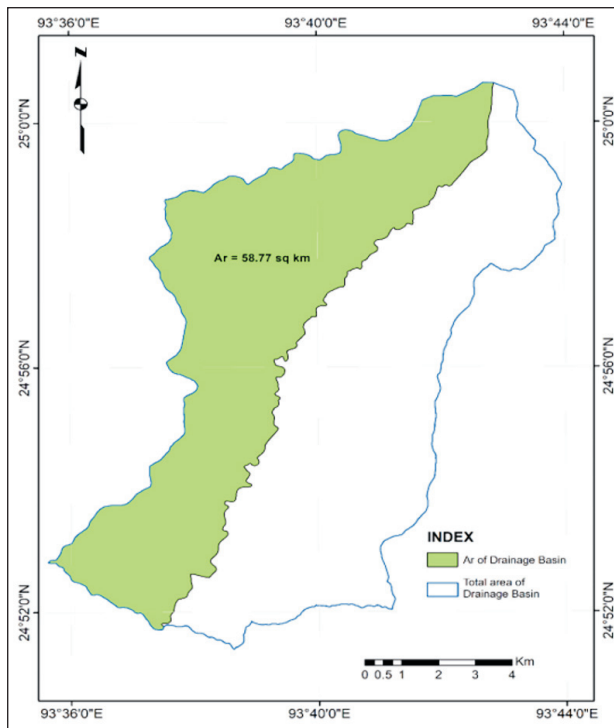 93°36'0"E 93°40'0"E 93°44'0"E
Z
25°0'0"N 25°0'0"N
Ar = 58.77 sq km
24°56'0"N 24°56'0"N
INDEX
Ar of Drainage Basin
Total area of
Drainage Basin
24°52'0"N 24°52'0"N
Km
0 0.5 1 2 3 4
93°36'0"E 93°40'0"E 93°44'0"E